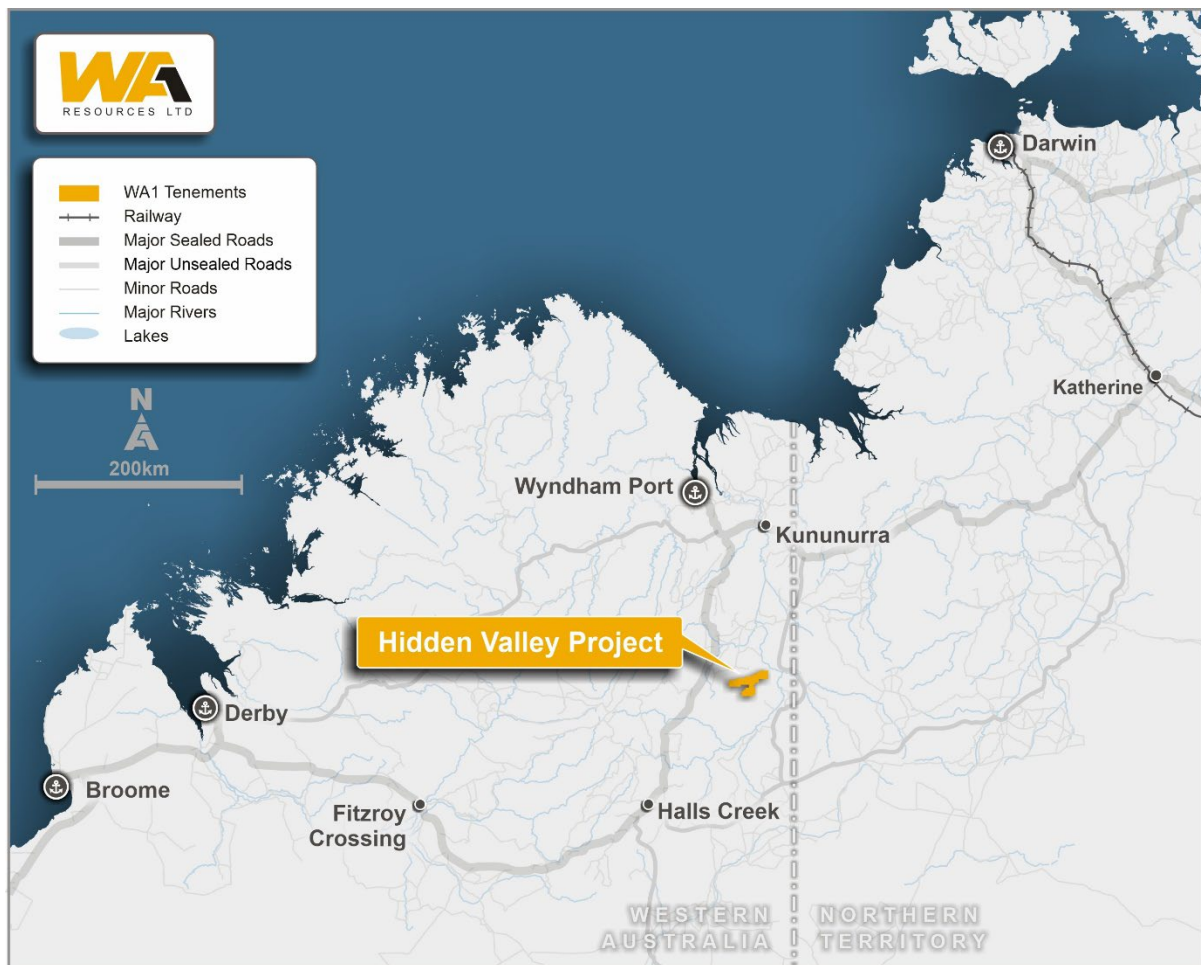 WA1
RESOURCES LTD
WA1 Tenements
Railway
Major Sealed Roads
Major Unsealed Roads
Minor Roads
Major Rivers
Lakes
N
200km
Darwin
Katherine
Wyndham Port
Kununurra
Hidden Valley Project
Derby
Broome
Fitzroy
Crossing
Halls Creek
WESTERN
AUSTRALIA
NORTHERN
TERRITORY